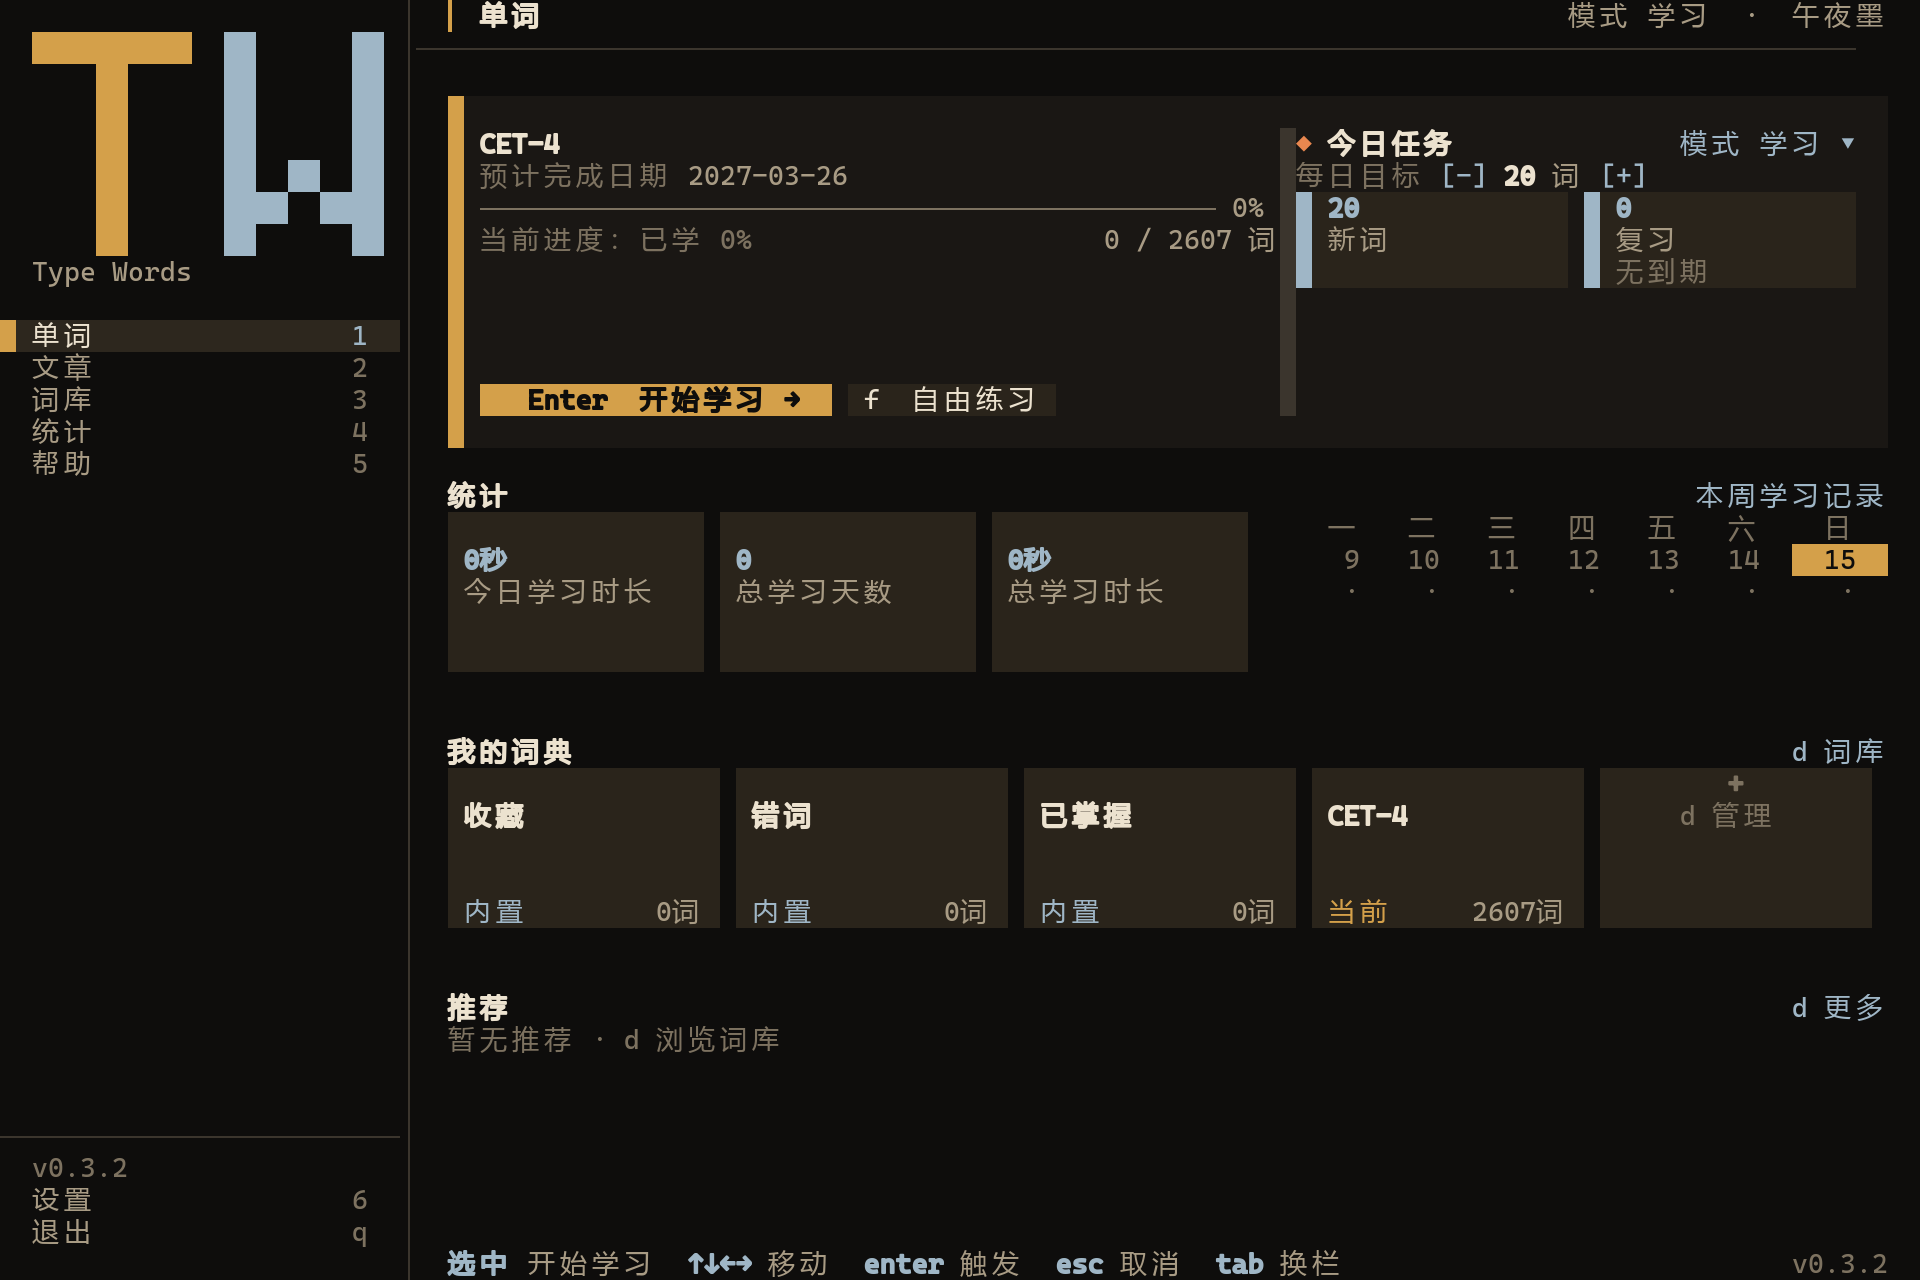 TW
Type Words
单词 1
文章 2
词库 3
统计 4
帮助 5
v0.3.2
设置 6
退出 q
单词 模式 学习 · 午夜墨
CET-4
预计完成日期 2027-03-26
0%
当前进度: 已学 0% 0 / 2607 词
Enter 开始学习 → f 自由练习
◆ 今日任务 模式 学习 ▼
每日目标 [-] 20 词 [+]
20
新词
0
复习
无到期
统计 本周学习记录
0秒
今日学习时长
0
总学习天数
0秒
总学习时长
一 二 三 四 五 六 日
9 10 11 12 13 14 15
· · · · · · ·
我的词典 d 词库
收藏
内置 0词
错词
内置 0词
已掌握
内置 0词
CET-4
当前 2607词
+
d 管理
推荐 d 更多
暂无推荐 · d 浏览词库
选中 开始学习 ↑↓←→ 移动 enter 触发 esc 取消 tab 换栏 v0.3.2